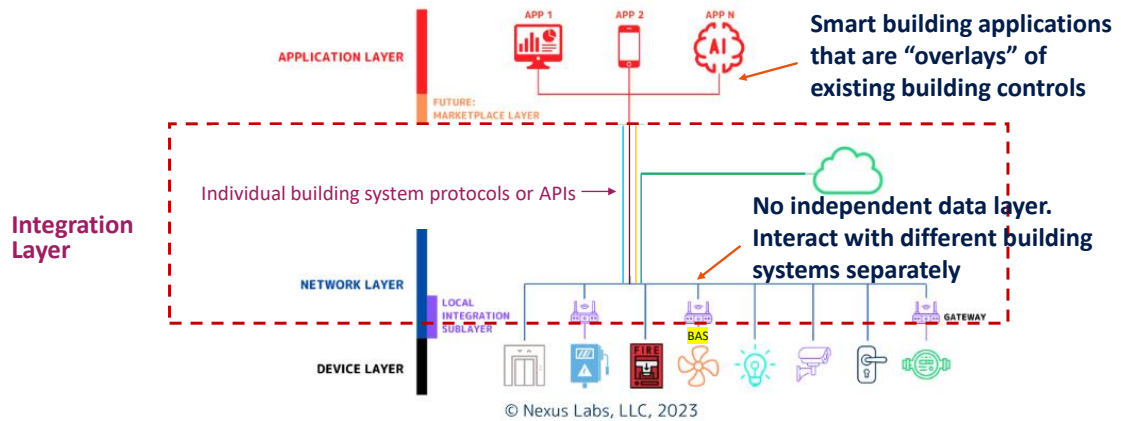 APP 1
APP 2
APP N
AI
APPLICATION LAYER
Smart building applications
that are “overlays” of
existing building controls
FUTURE:
MARKETPLACE LAYER
Individual building system protocols or APIs
Integration
Layer
No independent data layer.
Interact with different building
systems separately
NETWORK LAYER
LOCAL
INTEGRATION
SUBLAYER
GATEWAY
BAS
FIRE
DEVICE LAYER
© Nexus Labs, LLC, 2023